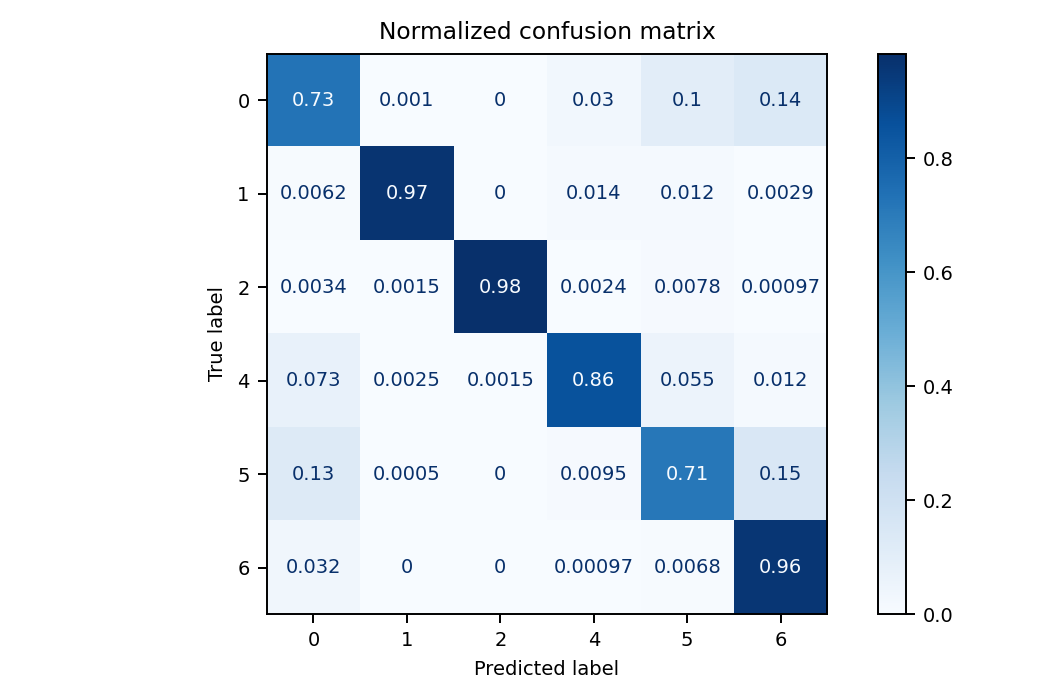 Normalized confusion matrix
0 0.73 0.001 0 0.03 0.1 0.14
1 0.0062 0.97 0 0.014 0.012 0.0029
2 0.0034 0.0015 0.98 0.0024 0.0078 0.00097
4 0.073 0.0025 0.0015 0.86 0.055 0.012
5 0.13 0.0005 0 0.0095 0.71 0.15
6 0.032 0 0 0.00097 0.0068 0.96
0 1 2 4 5 6
True label
Predicted label
0.8
0.6
0.4
0.2
0.0